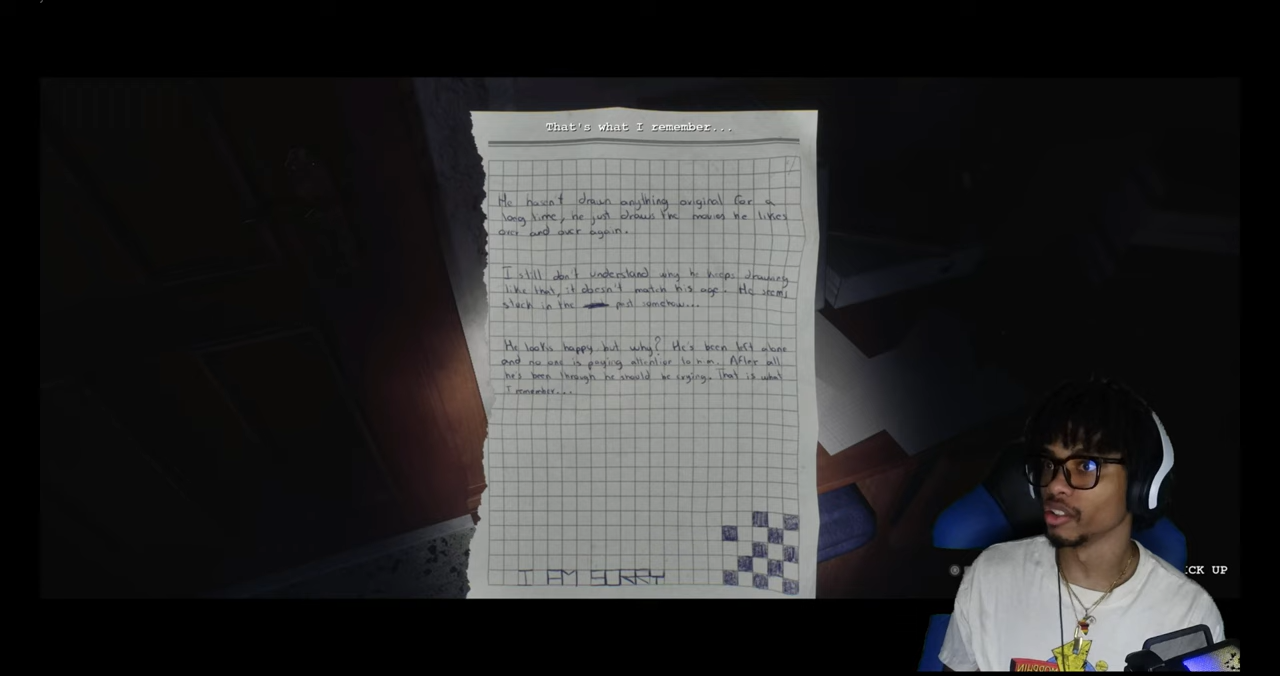 That's what I remember...
He hasn't drawn anything original for a
long time, he just draws the movies he likes
over and over again.
I still don't understand why he keeps drawing
like that, it doesn't match his age. He seems
stuck in the past somehow...
He looks happy but why? He's been left alone
and no one is paying attention to him. After all
he's been through he should be crying. That is what
I remember...
I AM SORRY
CK UP